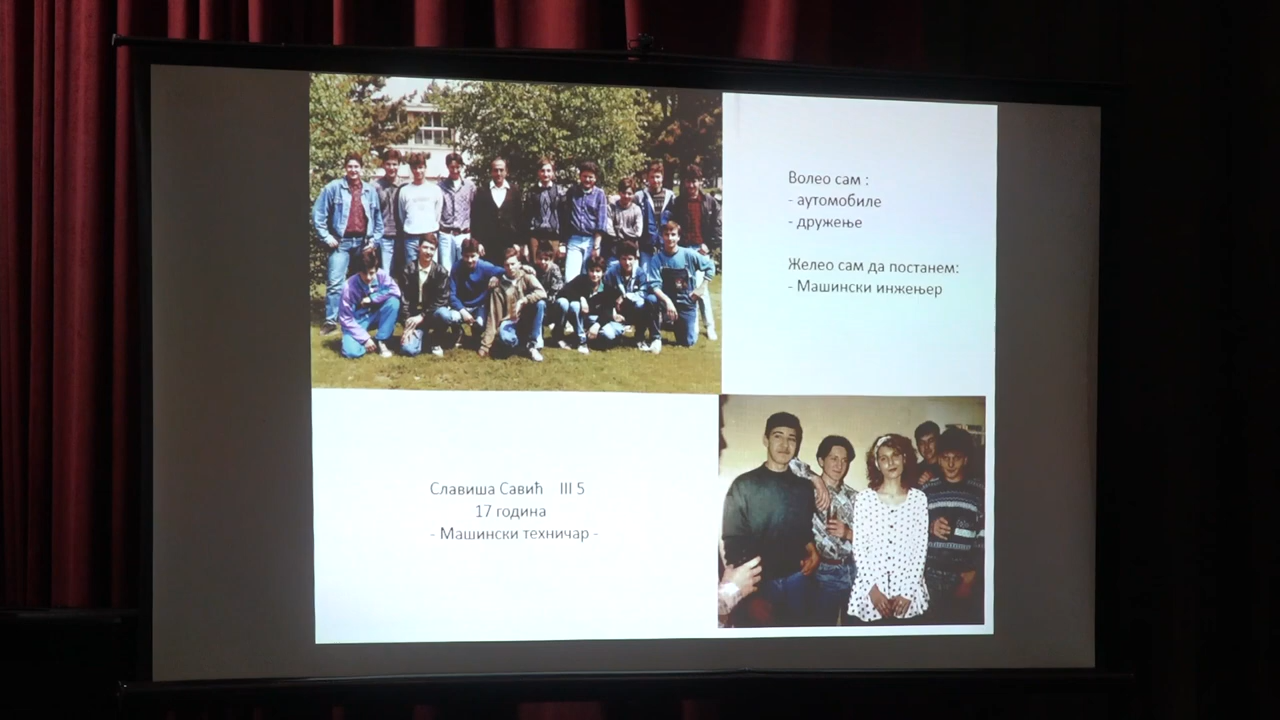 Волео сам :
- аутомобиле
- дружење
Желео сам да постанем:
- Машински инжењер
Славиша Савић III 5
17 година
- Машински техничар -